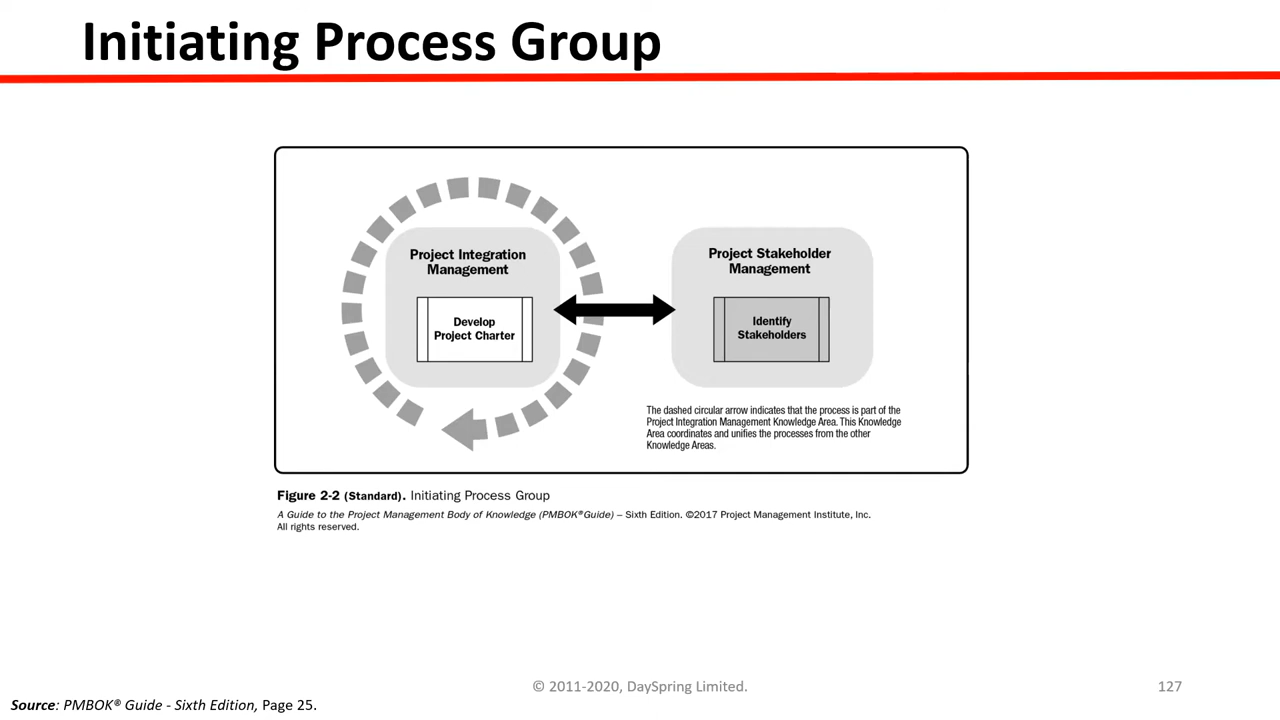 Initiating Process Group
Project Integration
Management
Develop
Project Charter
Project Stakeholder
Management
Identify
Stakeholders
The dashed circular arrow indicates that the process is part of the
Project Integration Management Knowledge Area. This Knowledge
Area coordinates and unifies the processes from the other
Knowledge Areas.
Figure 2-2 (Standard). Initiating Process Group
A Guide to the Project Management Body of Knowledge (PMBOK® Guide) – Sixth Edition. ©2017 Project Management Institute, Inc.
All rights reserved.
© 2011-2020, DaySpring Limited.
127
Source: PMBOK® Guide - Sixth Edition, Page 25.